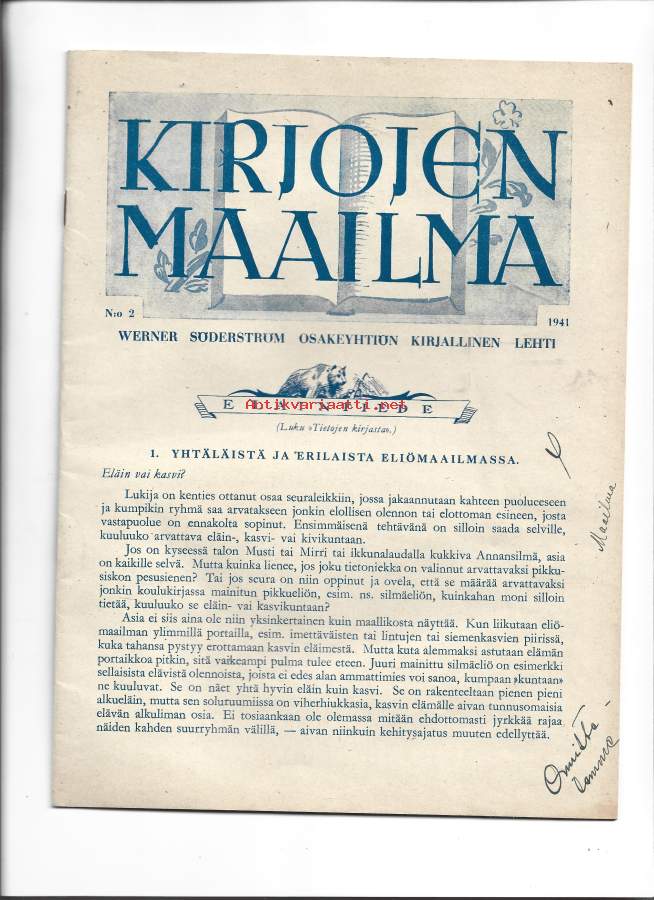 KIRJOJEN
MAAILMA
N:o 2
1941
WERNER SÖDERSTRÖM OSAKEYHTIÖN KIRJALLINEN LEHTI
Antikvariaatti.net
ELÄINTIEDE
(Luku »Tietojen kirjasta».)
1. YHTÄLÄISTÄ JA ERILAISTA ELIÖMAAILMASSA.
Eläin vai kasvi?
Lukija on kenties ottanut osaa seuraleikkiin, jossa jakaannutaan kahteen puolueeseen
ja kumpikin ryhmä saa arvatakseen jonkin elollisen olennon tai elottoman esineen, josta
vastapuolue on ennakolta sopinut. Ensimmäisenä tehtävänä on silloin saada selville,
kuuluuko arvattava eläin-, kasvi- vai kivikuntaan.
Jos on kyseessä talon Musti tai Mirri tai ikkunalaudalla kukkiva Annansilmä, asia
on kaikille selvä. Mutta kuinka lienee, jos joku tietoniekka on valinnut arvattavaksi pikku-
siskon pesusienen? Tai jos seura on niin oppinut ja ovela, että se määrää arvattavaksi
jonkin koulukirjassa mainitun pikkueliön, esim. ns. silmäeliön, kuinkahan moni silloin
tietää, kuuluuko se eläin- vai kasvikuntaan?
Asia ei siis aina ole niin yksinkertainen kuin maallikosta näyttää. Kun liikutaan eliö-
maailman ylimmillä portailla, esim. imettäväisten tai lintujen tai siemenkasvien piirissä,
kuka tahansa pystyy erottamaan kasvin eläimestä. Mutta kuta alemmaksi astutaan elämän
portaikkoa pitkin, sitä vaikeampi pulma tulee eteen. Juuri mainittu silmäeliö on esimerkki
sellaisista elävistä olennoista, joista ei edes alan ammattimies voi sanoa, kumpaan »kuntaan»
ne kuuluvat. Se on näet yhtä hyvin eläin kuin kasvi. Se on rakenteeltaan pienen pieni
alkueläin, mutta sen soluruumiissa on viherhiukkasia, kasvin elämälle aivan tunnusomaisia
elävän alkuliman osia. Ei tosiaankaan ole olemassa mitään ehdottomasti jyrkkää rajaa
näiden kahden suurryhmän välillä, — aivan niinkuin kehitysajatus muuten edellyttää.
Maailma